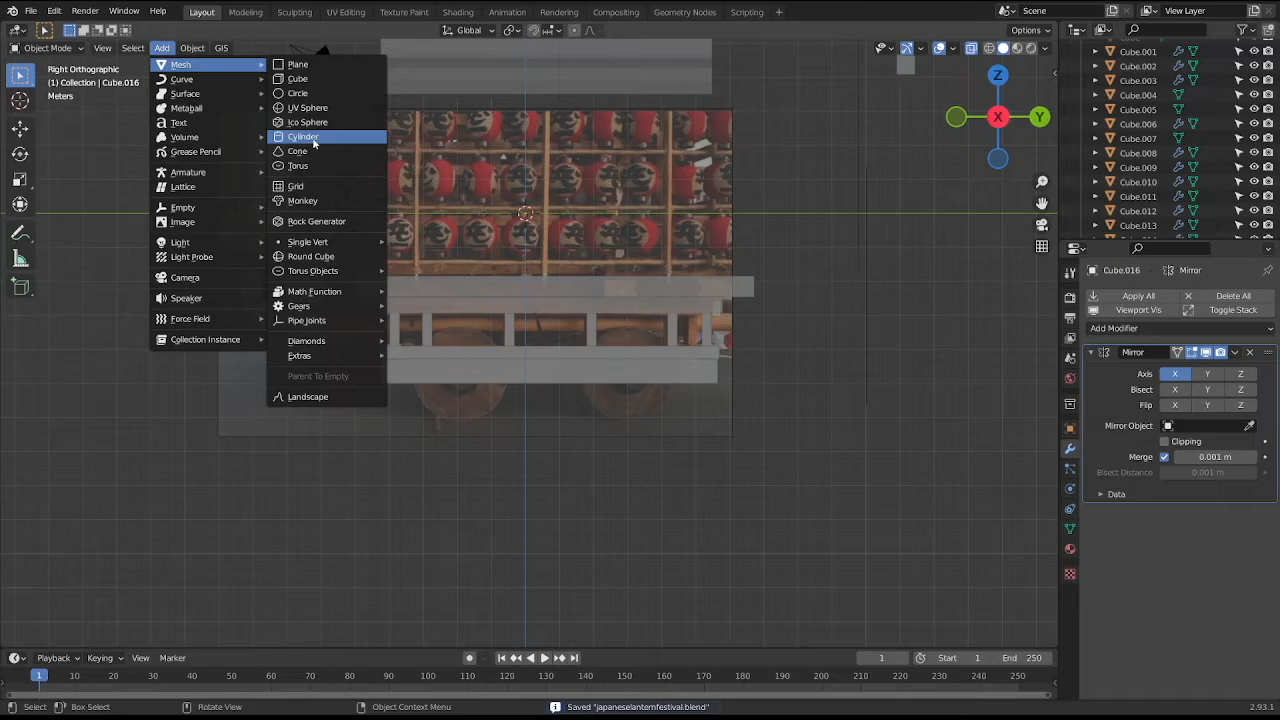 File Edit Render Window Help Layout Modeling Sculpting UV Editing Texture Paint Shading Animation Rendering Compositing Geometry Nodes Scripting + Scene View Layer
Global Options
Object Mode View Select Add Object GIS
Right Orthographic
(1) Collection | Cube.016
Meters
Mesh
Curve
Surface
Metaball
Text
Volume
Grease Pencil
Armature
Lattice
Empty
Image
Light
Light Probe
Camera
Speaker
Force Field
Collection Instance
Plane
Cube
Circle
UV Sphere
Ico Sphere
Cylinder
Cone
Torus
Grid
Monkey
Rock Generator
Single Vert
Round Cube
Torus Objects
Math Function
Gears
Pipe Joints
Diamonds
Extras
Parent To Empty
Landscape
Z
X
Y
Cube.001
Cube.002
Cube.003
Cube.004
Cube.005
Cube.006
Cube.007
Cube.008
Cube.009
Cube.010
Cube.011
Cube.012
Cube.013
Cube.014
Cube.016 Mirror
Apply All Delete All
Viewport Vis Toggle Stack
Add Modifier
Mirror
Axis X Y Z
Bisect X Y Z
Flip X Y Z
Mirror Object
Clipping
Merge 0.001 m
Bisect Distance 0.001 m
Data
Playback Keying View Marker 1 Start 1 End 250
1 10 20 30 40 50 60 70 80 90 100 110 120 130 140 150 160 170 180 190 200 210 220 230 240 250
Select Box Select Rotate View Object Context Menu Saved "japaneselanternfestival.blend" 2.93.1